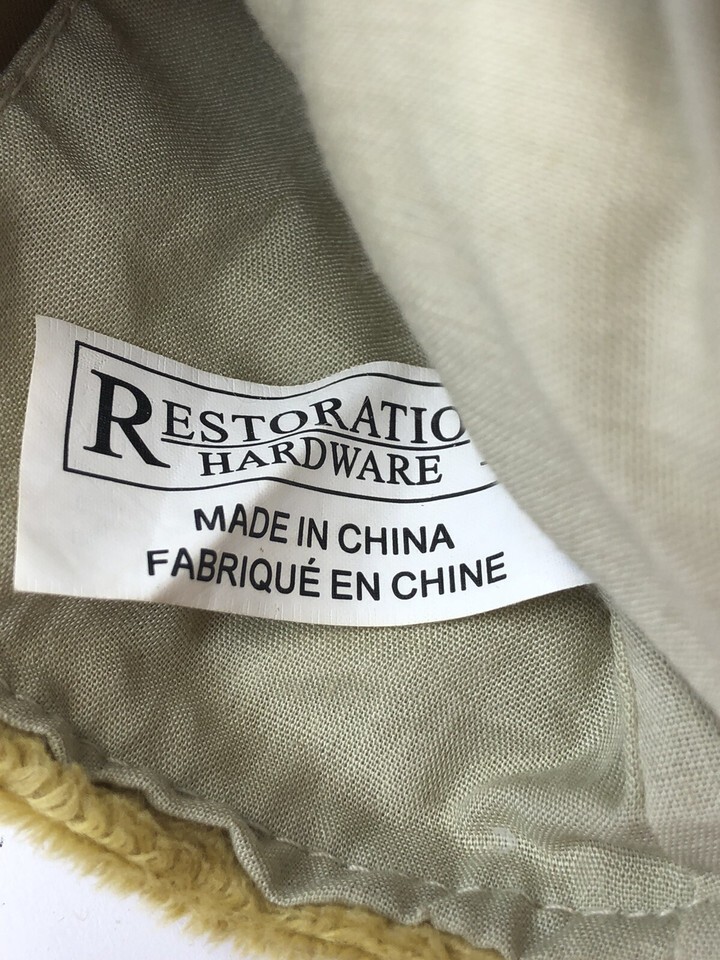 RESTORATIO
HARDWARE
MADE IN CHINA
FABRIQUÉ EN CHINE